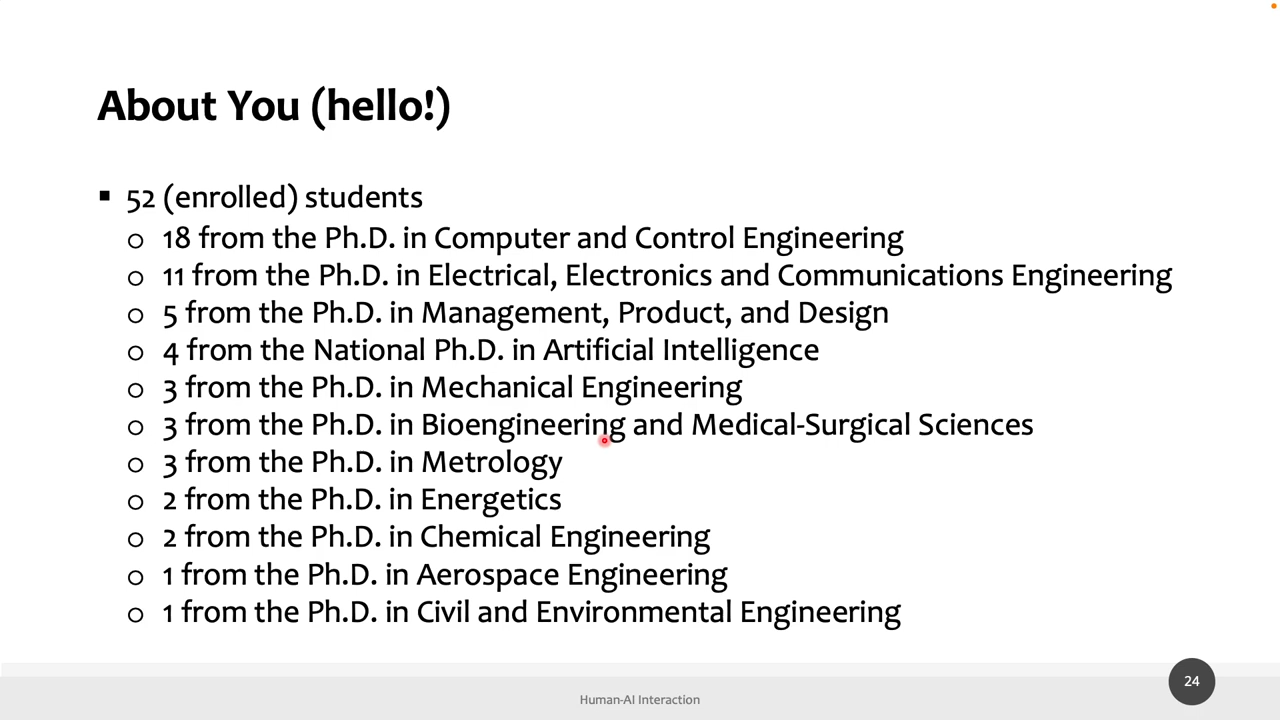 About You (hello!)
52 (enrolled) students
18 from the Ph.D. in Computer and Control Engineering
11 from the Ph.D. in Electrical, Electronics and Communications Engineering
5 from the Ph.D. in Management, Product, and Design
4 from the National Ph.D. in Artificial Intelligence
3 from the Ph.D. in Mechanical Engineering
3 from the Ph.D. in Bioengineering and Medical-Surgical Sciences
3 from the Ph.D. in Metrology
2 from the Ph.D. in Energetics
2 from the Ph.D. in Chemical Engineering
1 from the Ph.D. in Aerospace Engineering
1 from the Ph.D. in Civil and Environmental Engineering
Human-AI Interaction
24